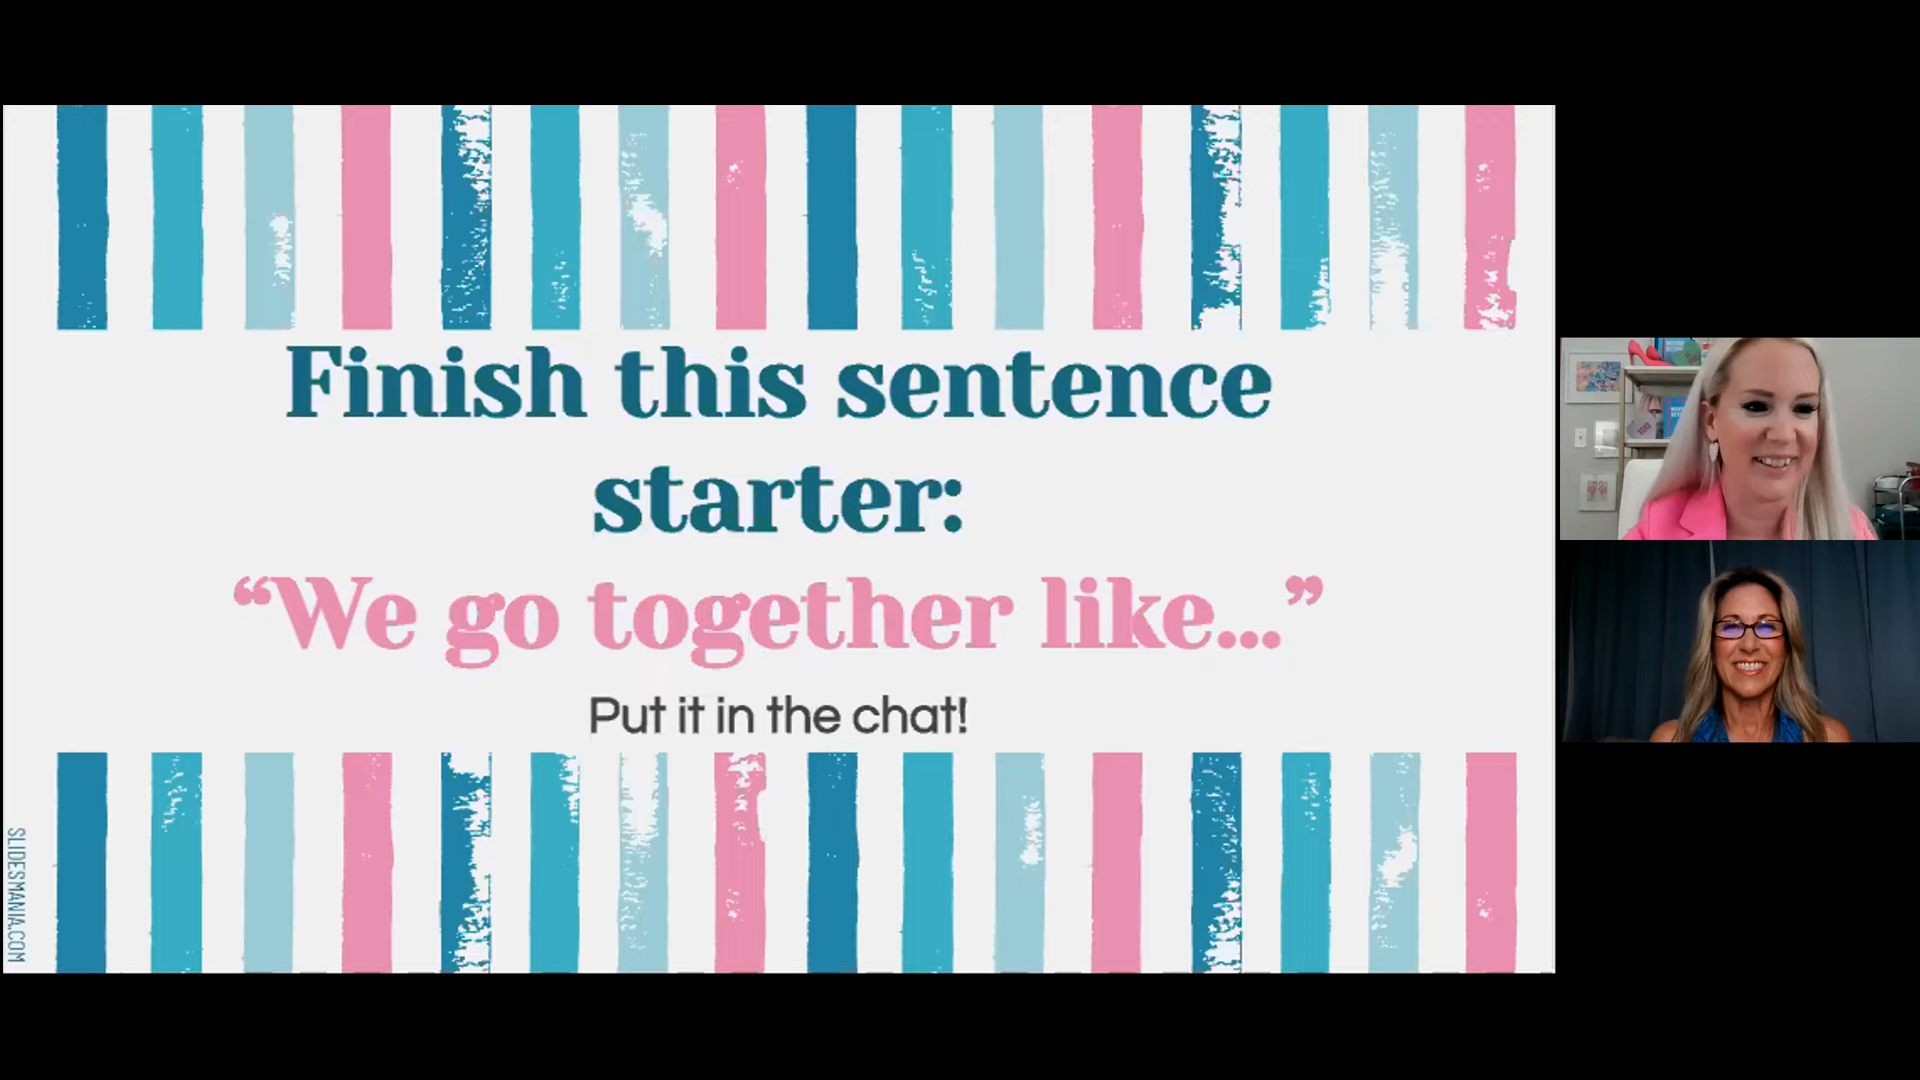 Finish this sentence
starter:
“We go together like...”
Put it in the chat!
SLIDESMANIA.COM